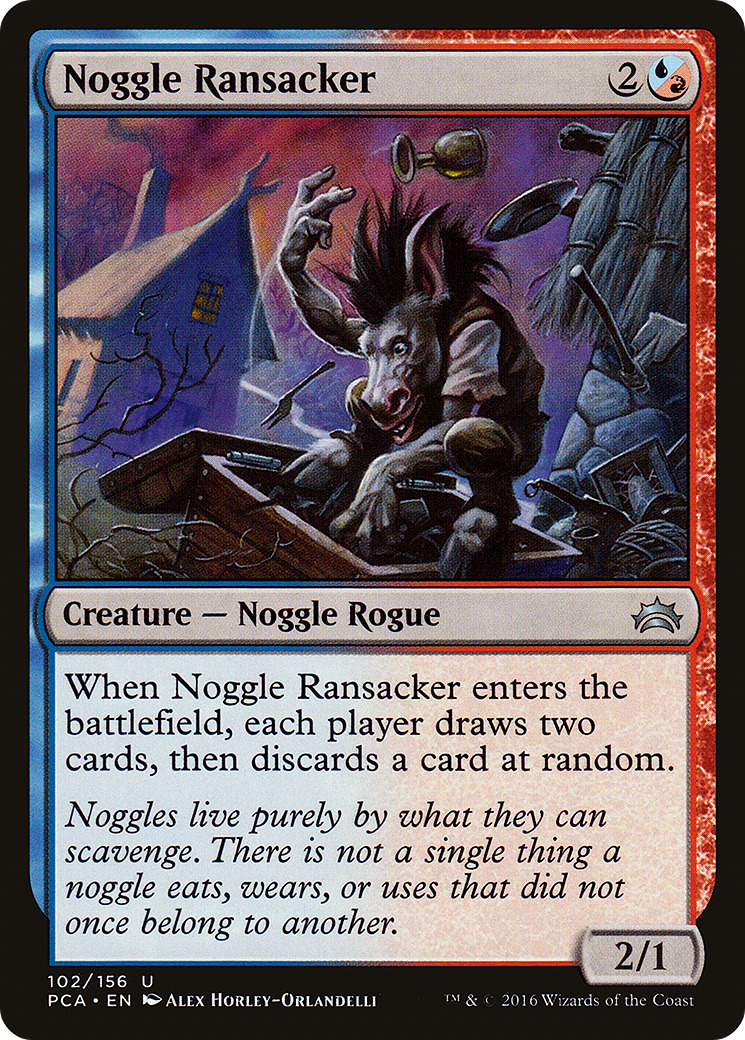 Noggle Ransacker 2
Creature — Noggle Rogue
When Noggle Ransacker enters the
battlefield, each player draws two
cards, then discards a card at random.
Noggles live purely by what they can
scavenge. There is not a single thing a
noggle eats, wears, or uses that did not
once belong to another.
2/1
102/156 U
PCA • EN Alex Horley-Orlandelli ™ & © 2016 Wizards of the Coast